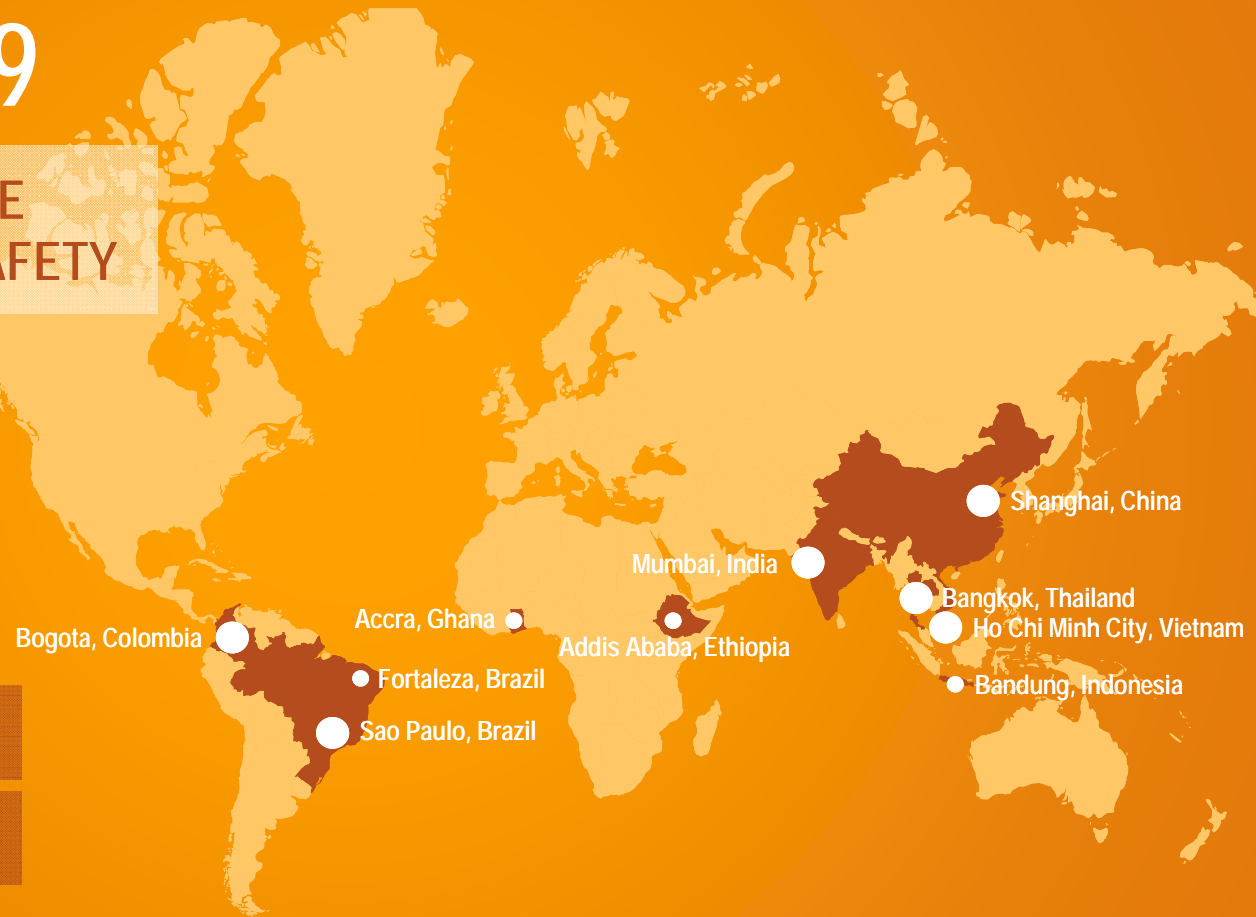 9
E
AFETY
Shanghai, China
Mumbai, India
Bangkok, Thailand
Accra, Ghana
Ho Chi Minh City, Vietnam
Bogota, Colombia
Addis Ababa, Ethiopia
Fortaleza, Brazil
Bandung, Indonesia
Sao Paulo, Brazil